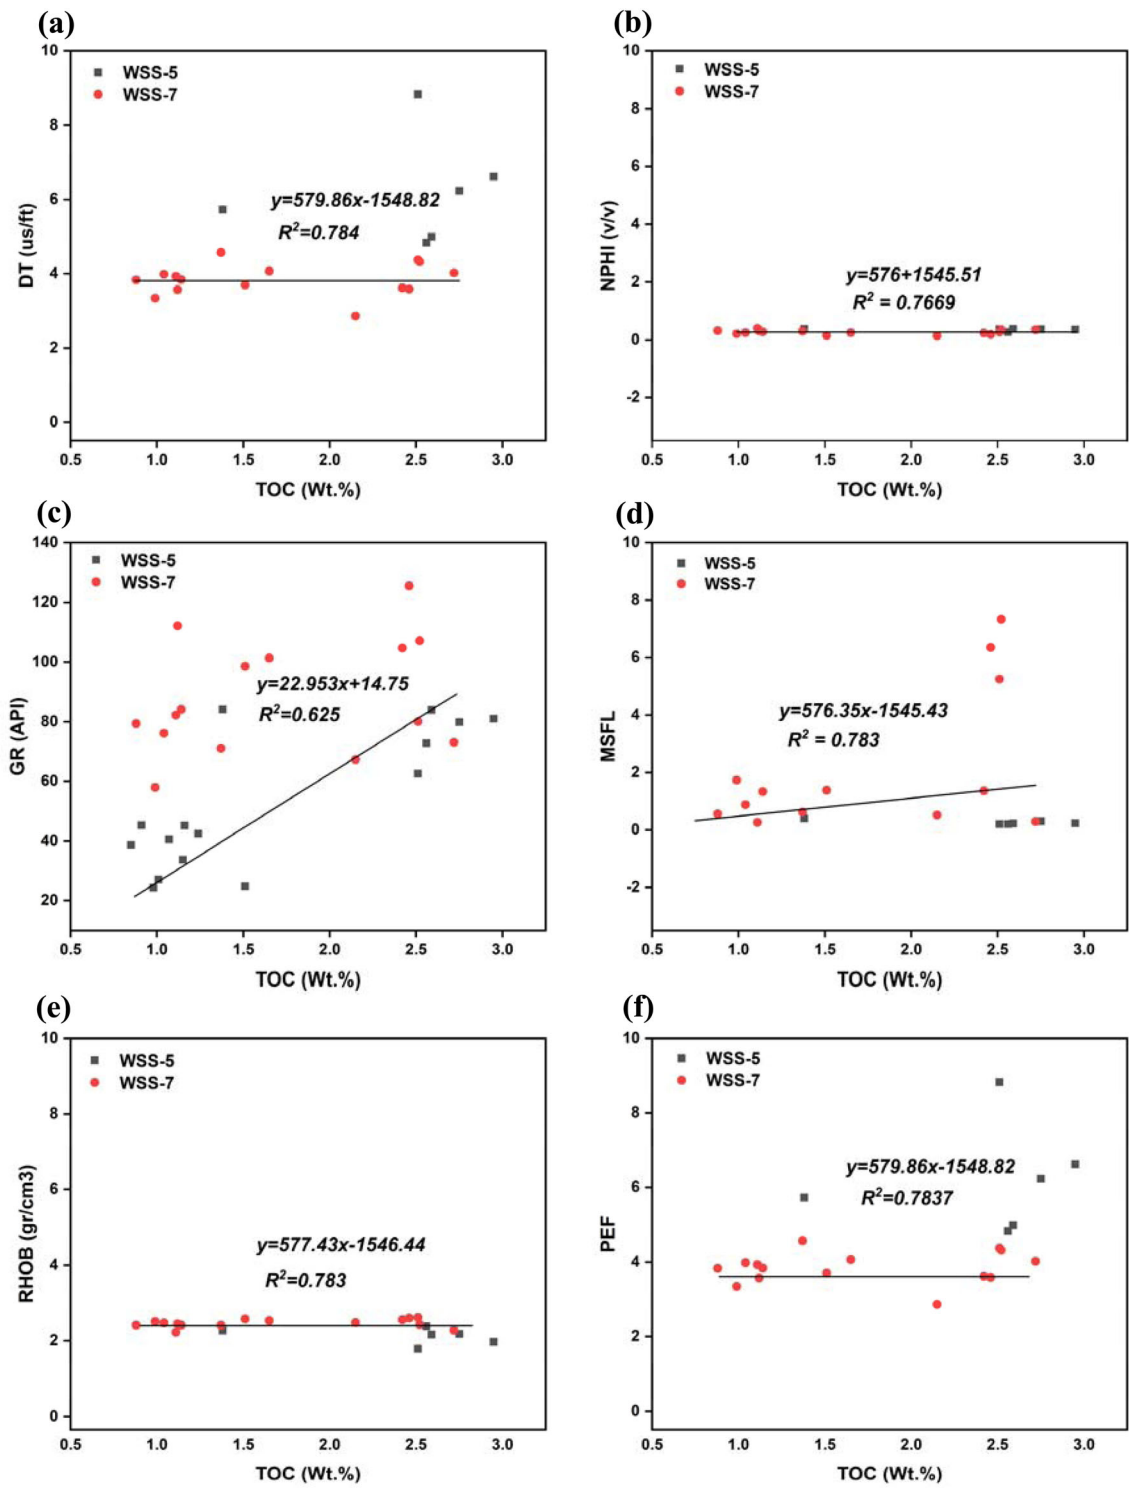 (a)
10
8
6
4
2
0
DT (us/ft)
WSS-5
WSS-7
y=579.86x-1548.82
R²=0.784
0.5 1.0 1.5 2.0 2.5 3.0
TOC (Wt.%)
(b)
10
8
6
4
2
0
-2
NPHI (v/v)
WSS-5
WSS-7
y=576+1545.51
R² = 0.7669
0.5 1.0 1.5 2.0 2.5 3.0
TOC (Wt.%)
(c)
140
120
100
80
60
40
20
GR (API)
WSS-5
WSS-7
y=22.953x+14.75
R²=0.625
0.5 1.0 1.5 2.0 2.5 3.0
TOC (Wt.%)
(d)
10
8
6
4
2
0
-2
MSFL
WSS-5
WSS-7
y=576.35x-1545.43
R² = 0.783
0.5 1.0 1.5 2.0 2.5 3.0
TOC (Wt.%)
(e)
10
8
6
4
2
0
RHOB (gr/cm3)
WSS-5
WSS-7
y=577.43x-1546.44
R²=0.783
0.5 1.0 1.5 2.0 2.5 3.0
TOC (Wt.%)
(f)
10
8
6
4
2
0
PEF
WSS-5
WSS-7
y=579.86x-1548.82
R²=0.7837
0.5 1.0 1.5 2.0 2.5 3.0
TOC (Wt.%)